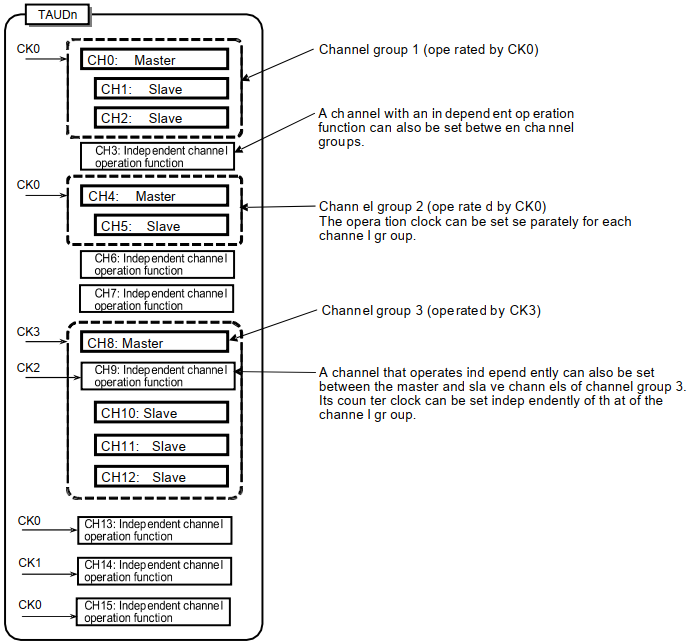 TAUDn
CK0
CH0: Master
CH1: Slave
CH2: Slave
Channel group 1 (ope rated by CK0)
A ch annel with an in depend ent op eration
function can also be set betwe en cha nnel
groups.
CH3: Independent channel
operation function
CK0
CH4: Master
CH5: Slave
Chann el group 2 (ope rate d by CK0)
The opera tion clock can be set se parately for each
channe l gr oup.
CH6: Independent channel
operation function
CH7: Independent channel
operation function
Channel group 3 (operated by CK3)
CK3
CH8: Master
CK2
CH9: Independent channel
operation function
A channel that operates ind epend ently can also be set
between the master and sla ve chann els of channel group 3.
Its coun ter clock can be set indep endently of th at of the
channe l gr oup.
CH10: Slave
CH11: Slave
CH12: Slave
CK0
CH13: Independent channel
operation function
CK1
CH14: Independent channel
operation function
CK0
CH15: Independent channel
operation function